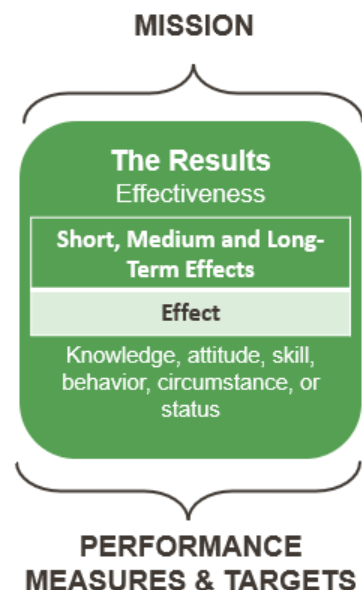 MISSION
The Results
Effectiveness
Short, Medium and Long-
Term Effects
Effect
Knowledge, attitude, skill,
behavior, circumstance, or
status
PERFORMANCE
MEASURES & TARGETS